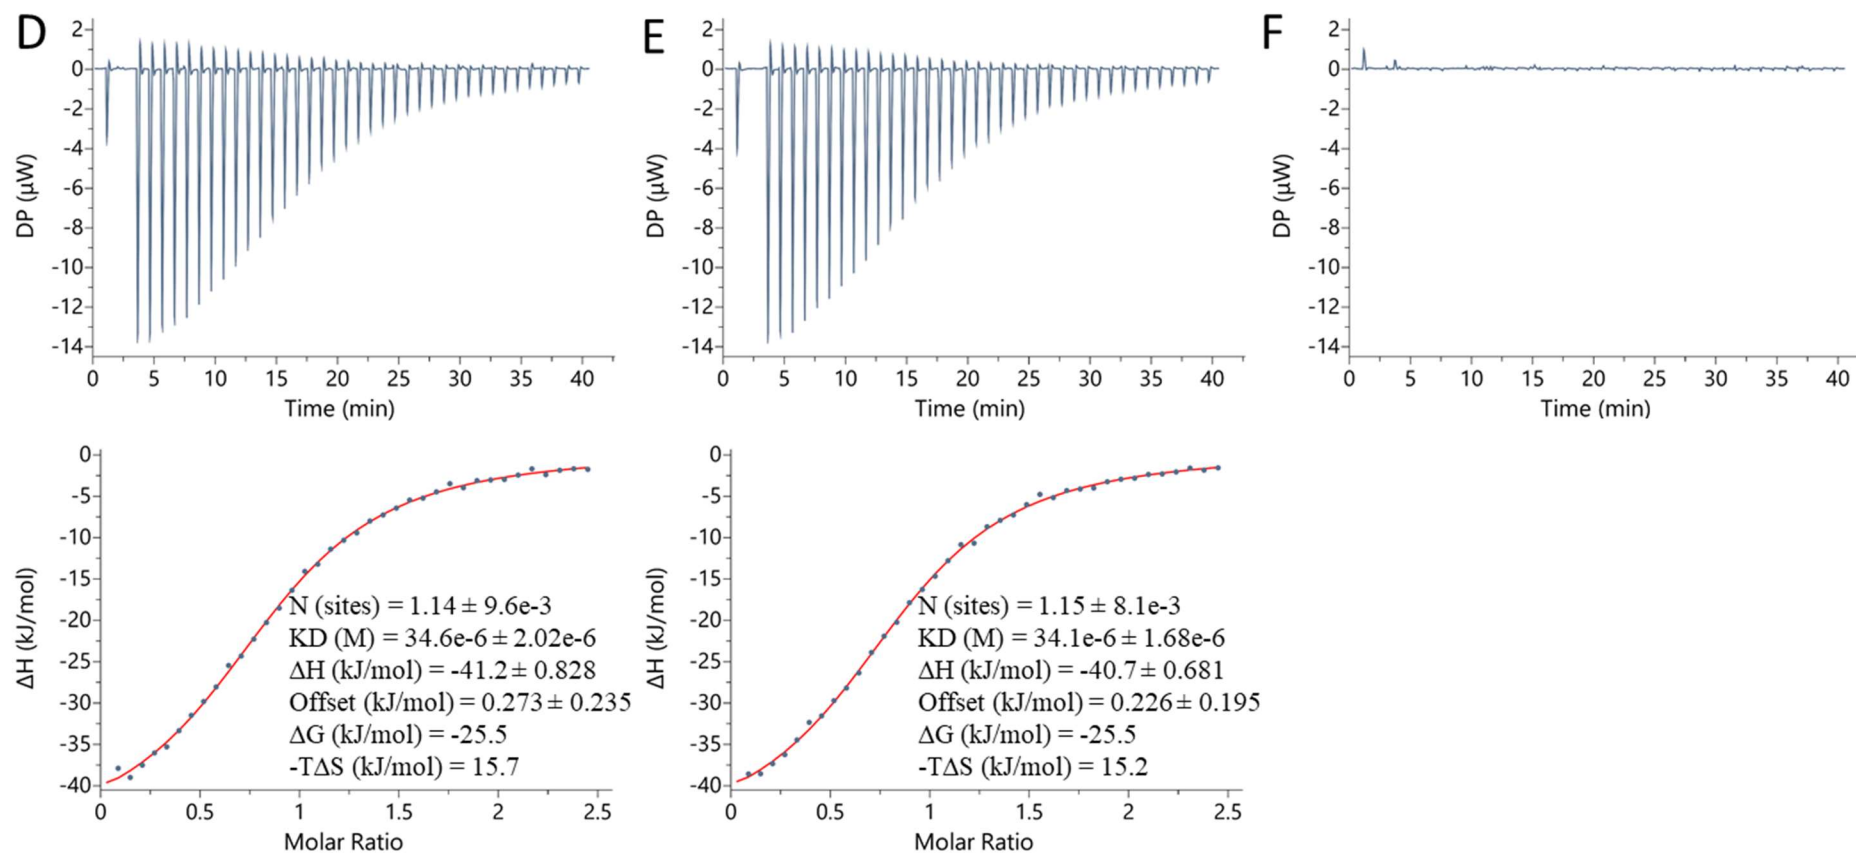 D
2
0
-2
-4
-6
-8
-10
-12
-14
DP (µW)
0 5 10 15 20 25 30 35 40
Time (min)
E
2
0
-2
-4
-6
-8
-10
-12
-14
DP (µW)
0 5 10 15 20 25 30 35 40
Time (min)
F
2
0
-2
-4
-6
-8
-10
-12
-14
DP (µW)
0 5 10 15 20 25 30 35 40
Time (min)
0
-5
-10
-15
-20
-25
-30
-35
-40
ΔH (kJ/mol)
N (sites) = 1.14 ± 9.6e-3
KD (M) = 34.6e-6 ± 2.02e-6
ΔH (kJ/mol) = -41.2 ± 0.828
Offset (kJ/mol) = 0.273 ± 0.235
ΔG (kJ/mol) = -25.5
-TΔS (kJ/mol) = 15.7
0 0.5 1 1.5 2 2.5
Molar Ratio
0
-5
-10
-15
-20
-25
-30
-35
-40
ΔH (kJ/mol)
N (sites) = 1.15 ± 8.1e-3
KD (M) = 34.1e-6 ± 1.68e-6
ΔH (kJ/mol) = -40.7 ± 0.681
Offset (kJ/mol) = 0.226 ± 0.195
ΔG (kJ/mol) = -25.5
-TΔS (kJ/mol) = 15.2
0 0.5 1 1.5 2 2.5
Molar Ratio